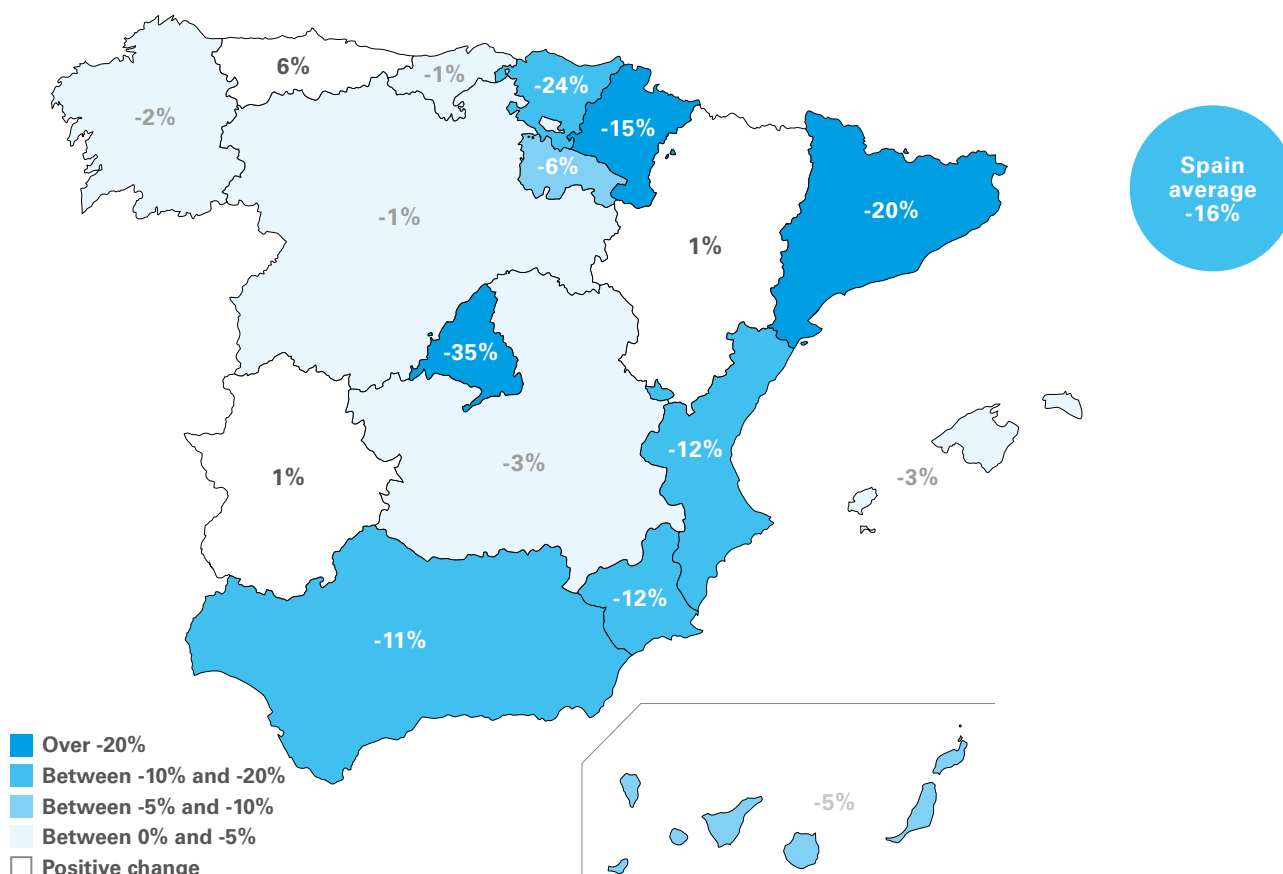 6%
-1%
-24%
-2%
-15%
-6%
Spain
average
-16%
-1%
-20%
1%
-35%
-12%
-3%
-3%
1%
-12%
-11%
Over -20%
Between -10% and -20%
Between -5% and -10%
Between 0% and -5%
Positive change
-5%